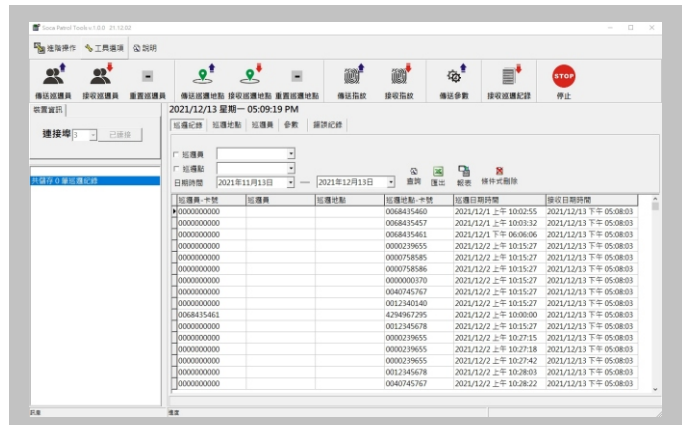 Soca Patrol Tools v 1.0.0 21.12.02
進階操作 工具選項 說明
傳送巡邏員 接收巡邏員 重置巡邏員 傳送巡邏地點 接收巡邏地點 重置巡邏地點 傳送指紋 接收指紋 傳送參數 接收巡邏紀錄 停止
STOP
裝置資訊
連接埠 3 已連線
共儲存 0 筆巡邏紀錄
2021/12/13 星期一 05:09:19 PM
巡邏紀錄 巡邏地點 巡邏員 參數 錯誤紀錄
巡邏員
巡邏點
日期時間 2021年11月13日 — 2021年12月13日 查詢 匯出 報表 條件式刪除
巡邏員-卡號 巡邏員 巡邏地點 巡邏地點-卡號 巡邏日期時間 接收日期時間
0000000000 0068435460 2021/12/1 上午 10:02:55 2021/12/13 下午 05:08:03
0000000000 0068435457 2021/12/1 上午 10:03:32 2021/12/13 下午 05:08:03
0000000000 0068435461 2021/12/1 下午 06:06:06 2021/12/13 下午 05:08:03
0000000000 0000239655 2021/12/2 上午 10:15:27 2021/12/13 下午 05:08:03
0000000000 0000758585 2021/12/2 上午 10:15:27 2021/12/13 下午 05:08:03
0000000000 0000758586 2021/12/2 上午 10:15:27 2021/12/13 下午 05:08:03
0000000000 0000000370 2021/12/2 上午 10:15:27 2021/12/13 下午 05:08:03
0000000000 0040745767 2021/12/2 上午 10:15:27 2021/12/13 下午 05:08:03
0000000000 0012340140 2021/12/2 上午 10:15:27 2021/12/13 下午 05:08:03
0068435461 4294967295 2021/12/2 上午 10:00:00 2021/12/13 下午 05:08:03
0000000000 0012345678 2021/12/2 上午 10:15:27 2021/12/13 下午 05:08:03
0000000000 0000239655 2021/12/2 上午 10:27:15 2021/12/13 下午 05:08:03
0000000000 0000239655 2021/12/2 上午 10:27:18 2021/12/13 下午 05:08:03
0000000000 0000239655 2021/12/2 上午 10:27:42 2021/12/13 下午 05:08:03
0000000000 0012345678 2021/12/2 上午 10:28:03 2021/12/13 下午 05:08:03
0000000000 0040745767 2021/12/2 上午 10:28:22 2021/12/13 下午 05:08:03
訊息 進度